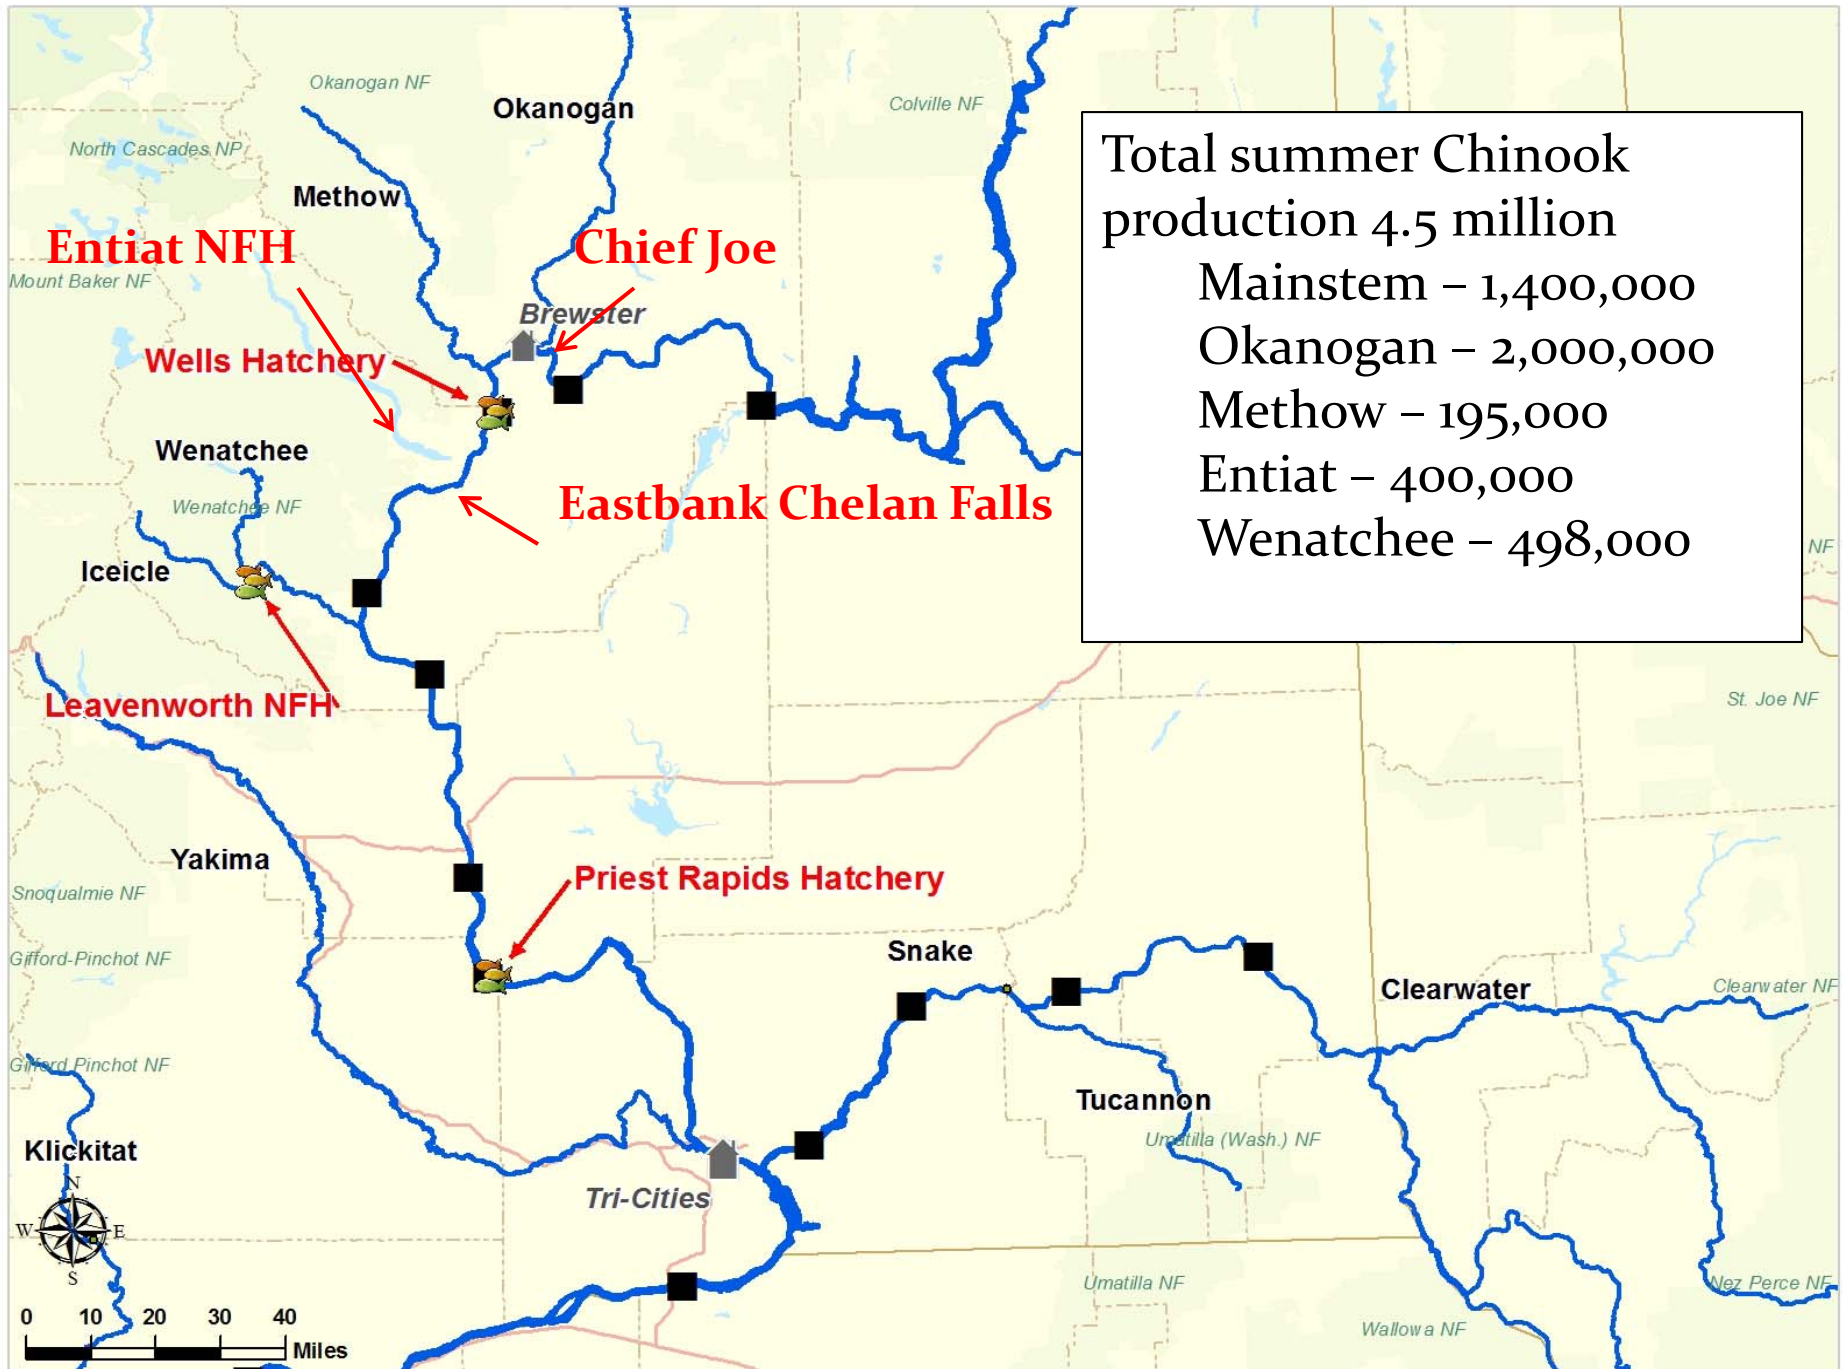 Okanogan NF
Okanogan
Colville NF
North Cascades NP
Methow
Entiat NFH
Chief Joe
Mount Baker NF
Brewster
Wells Hatchery
Total summer Chinook
production 4.5 million
Mainstem – 1,400,000
Okanogan – 2,000,000
Methow – 195,000
Entiat – 400,000
Wenatchee – 498,000
Wenatchee
Wenatchee NF
Eastbank Chelan Falls
NF
Iceicle
Leavenworth NFH
St. Joe NF
Yakima
Priest Rapids Hatchery
Snoqualmie NF
Gifford-Pinchot NF
Snake
Clearwater
Clearwater NF
Gifford Pinchot NF
Tucannon
Umatilla (Wash.) NF
Klickitat
Tri-Cities
N
W E
S
Umatilla NF
Nez Perce NF
Wallowa NF
0 10 20 30 40
Miles